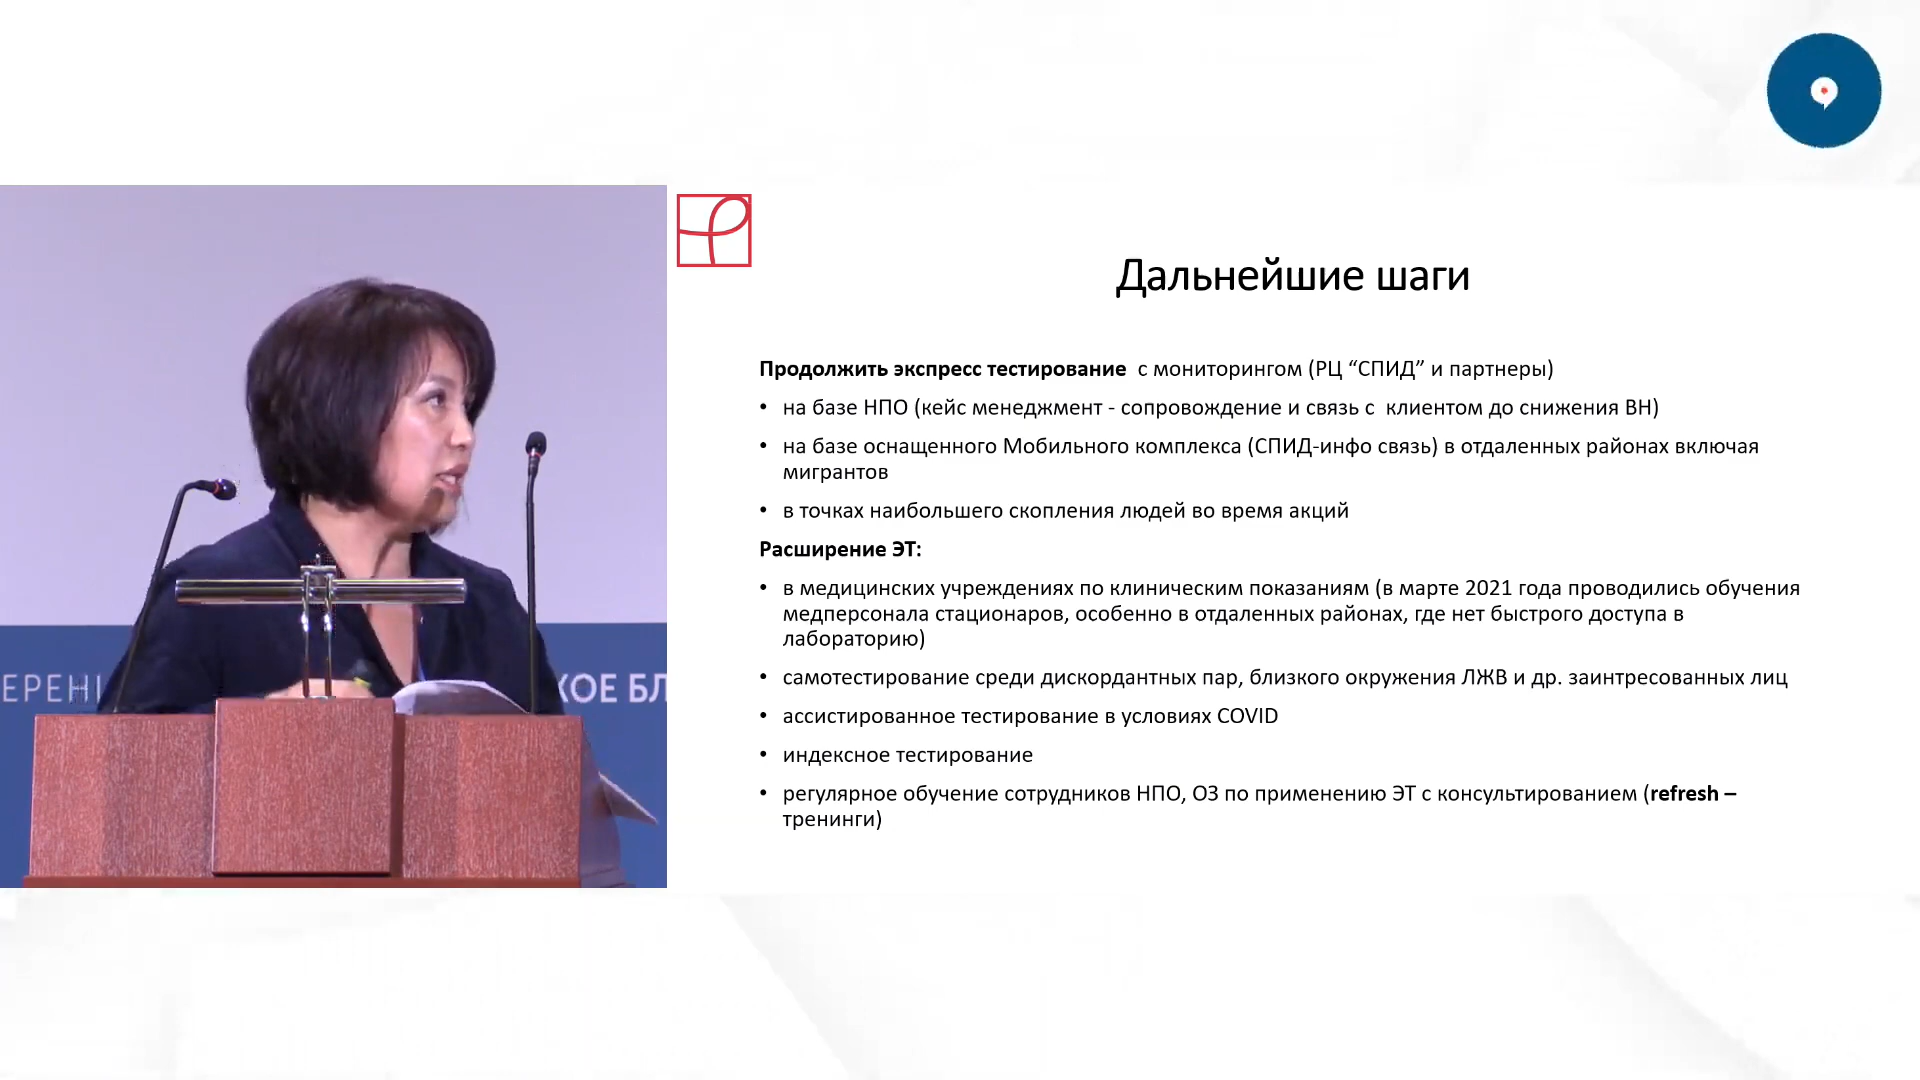 Дальнейшие шаги
Продолжить экспресс тестирование с мониторингом (РЦ “СПИД” и партнеры)
• на базе НПО (кейс менеджмент - сопровождение и связь с клиентом до снижения ВН)
• на базе оснащенного Мобильного комплекса (СПИД-инфо связь) в отдаленных районах включая
мигрантов
• в точках наибольшего скопления людей во время акций
Расширение ЭТ:
• в медицинских учреждениях по клиническим показаниям (в марте 2021 года проводились обучения
медперсонала стационаров, особенно в отдаленных районах, где нет быстрого доступа в
лабораторию)
• самотестирование среди дискордантных пар, близкого окружения ЛЖВ и др. заинтресованных лиц
• ассистированное тестирование в условиях COVID
• индексное тестирование
• регулярное обучение сотрудников НПО, ОЗ по применению ЭТ с консультированием (refresh –
тренинги)